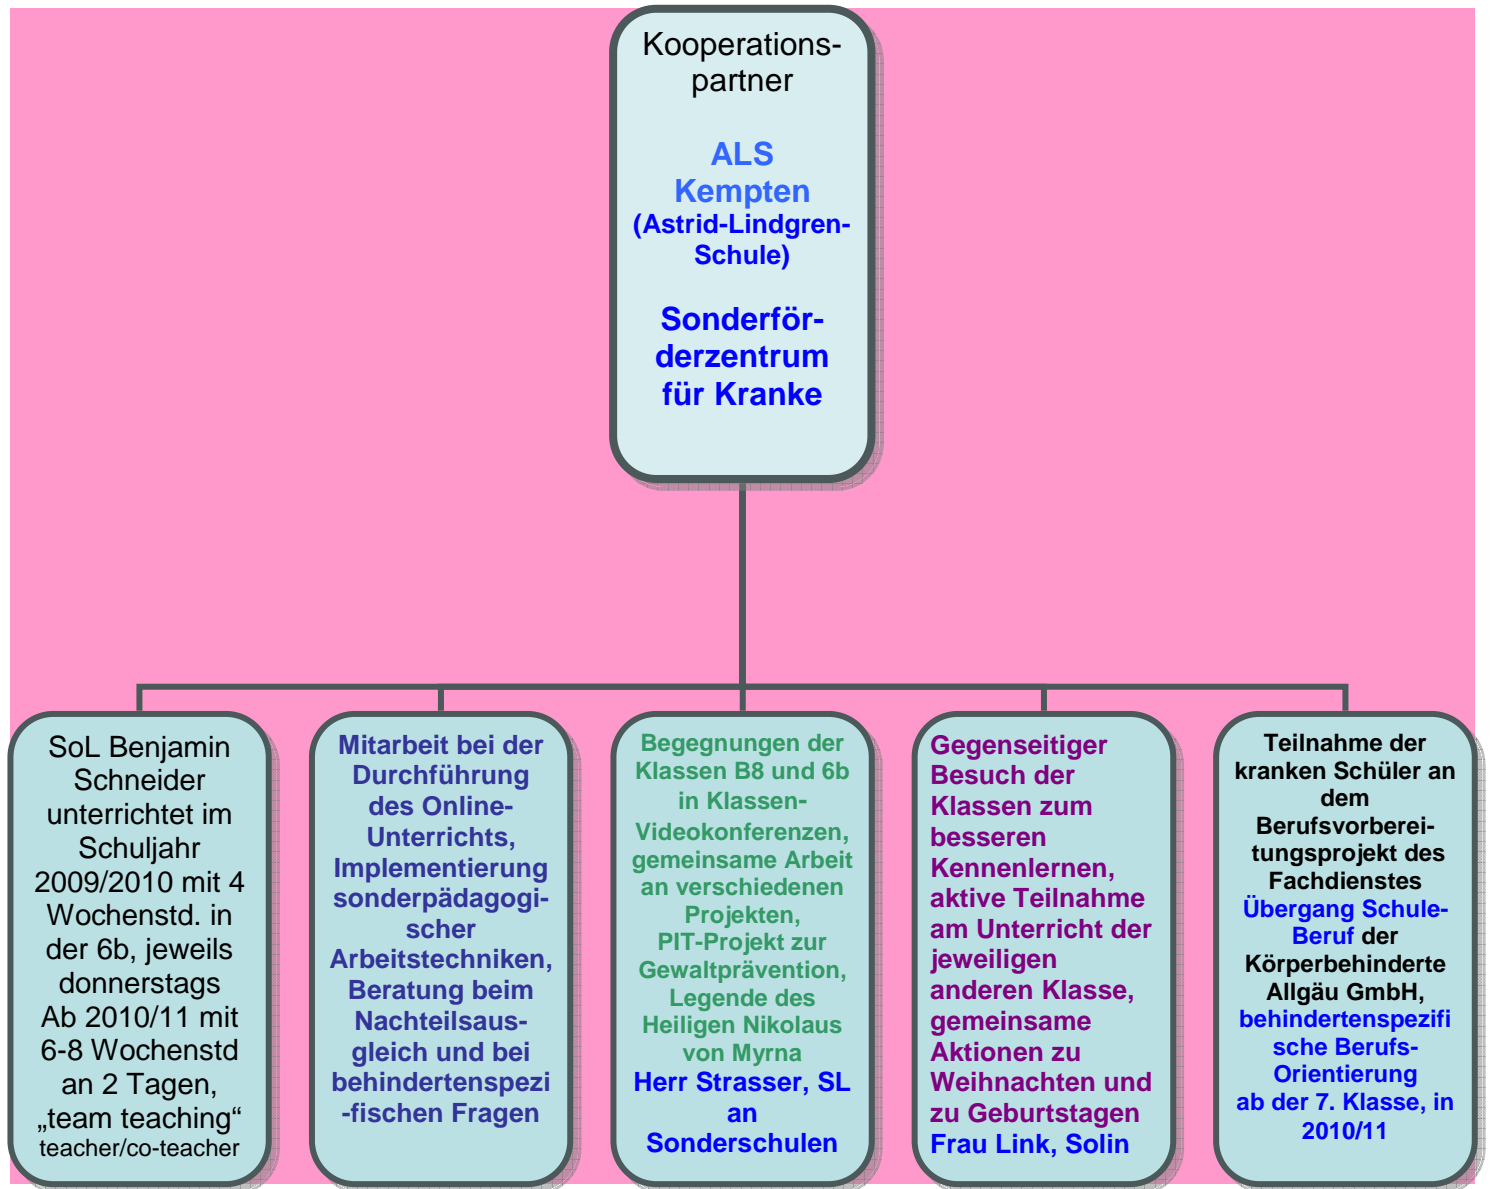 Kooperations-
partner
ALS
Kempten
(Astrid-Lindgren-
Schule)
Sonderför-
derzentrum
für Kranke
SoL Benjamin
Schneider
unterrichtet im
Schuljahr
2009/2010 mit 4
Wochenstd. in
der 6b, jeweils
donnerstags
Ab 2010/11 mit
6-8 Wochenstd
an 2 Tagen,
„team teaching“
teacher/co-teacher
Mitarbeit bei der
Durchführung
des Online-
Unterrichts,
Implementierung
sonderpädagogi-
scher
Arbeitstechniken,
Beratung beim
Nachteilsaus-
gleich und bei
behindertenspezi
-fischen Fragen
Begegnungen der
Klassen B8 und 6b
in Klassen-
Videokonferenzen,
gemeinsame Arbeit
an verschiedenen
Projekten,
PIT-Projekt zur
Gewaltprävention,
Legende des
Heiligen Nikolaus
von Myrna
Herr Strasser, SL
an
Sonderschulen
Gegenseitiger
Besuch der
Klassen zum
besseren
Kennenlernen,
aktive Teilnahme
am Unterricht der
jeweiligen
anderen Klasse,
gemeinsame
Aktionen zu
Weihnachten und
zu Geburtstagen
Frau Link, Solin
Teilnahme der
kranken Schüler an
dem
Berufsvorberei-
tungsprojekt des
Fachdienstes
Übergang Schule-
Beruf der
Körperbehinderte
Allgäu GmbH,
behindertenspezifi
sche Berufs-
Orientierung
ab der 7. Klasse, in
2010/11